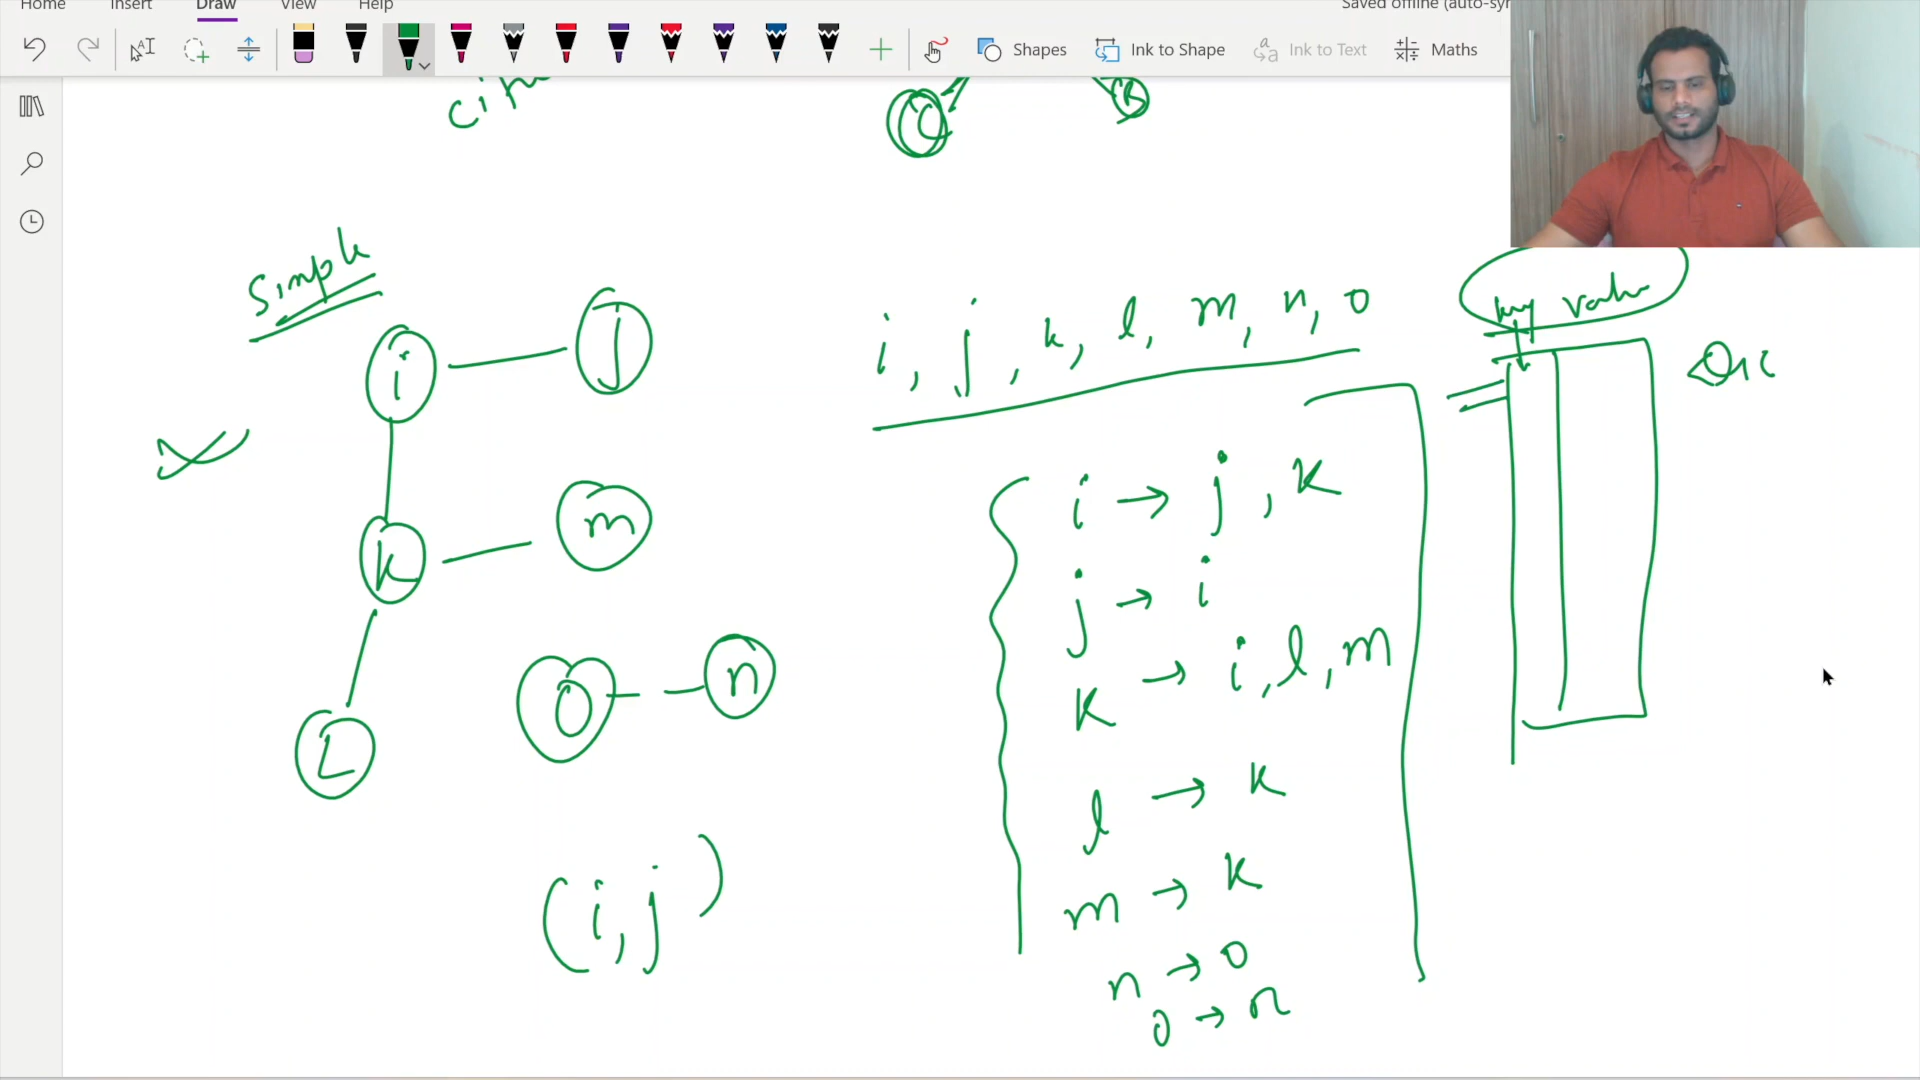 Home Insert Draw View Help
Saved offline (auto-syn
Shapes Ink to Shape Ink to Text Maths
C B
Simple
i j
k m
L
O n
(i, j)
i, j, k, l, m, n, o
i → j, k
j → i
k → i, l, m
l → k
m → k
n → o
o → n
key value